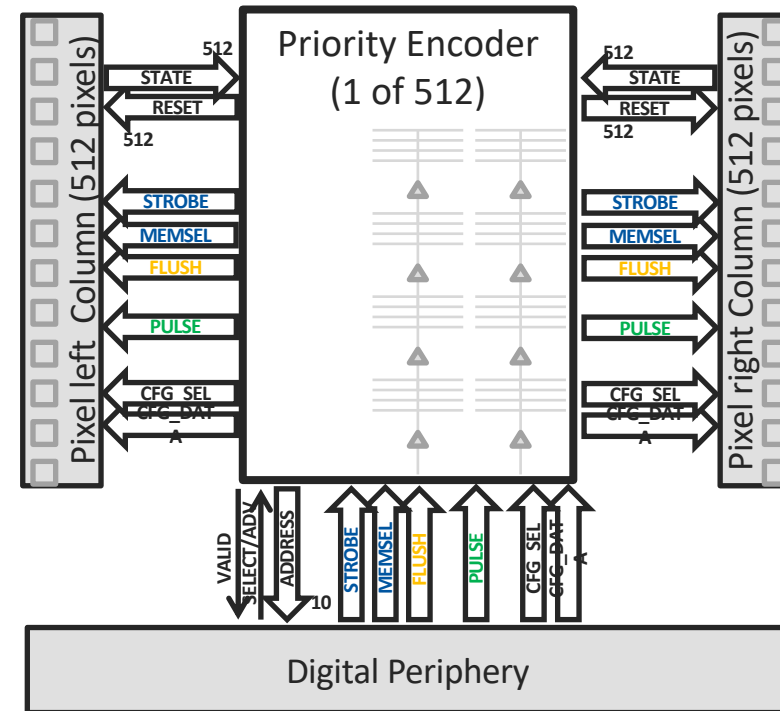 Priority Encoder
(1 of 512)
Pixel left  Column (512 pixels)
512
STATE
RESET
512
STROBE
MEMSEL
FLUSH
PULSE
CFG_SEL
CFG_DAT
A
512
STATE
RESET
512
STROBE
MEMSEL
FLUSH
PULSE
CFG_SEL
CFG_DAT
A
Pixel right Column (512 pixels)
VALID
SELECT/ADV
ADDRESS
10
STROBE
MEMSEL
FLUSH
PULSE
CFG_SEL
CFG_DAT
A
Digital Periphery